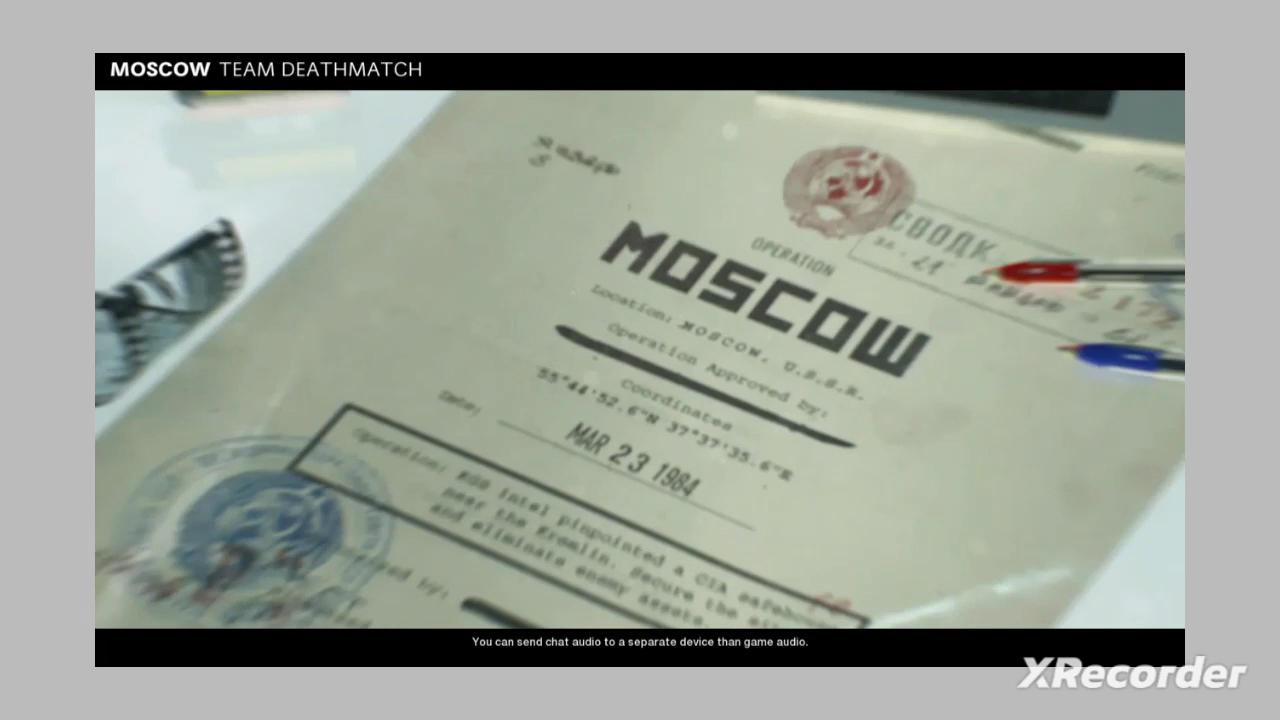 MOSCOW TEAM DEATHMATCH
СВОДК
OPERATION
MOSCOW
Location: MOSCOW, U.S.S.R.
Operation Approved by:
Coordinates
55°44'52.6"N 37°37'35.6"E
Date:
MAR 23 1984
Operation: KGB intel pinpointed a CIA
near the Kremlin. Secure the
and eliminate enemy assets.
by:
You can send chat audio to a separate device than game audio.
XRecorder